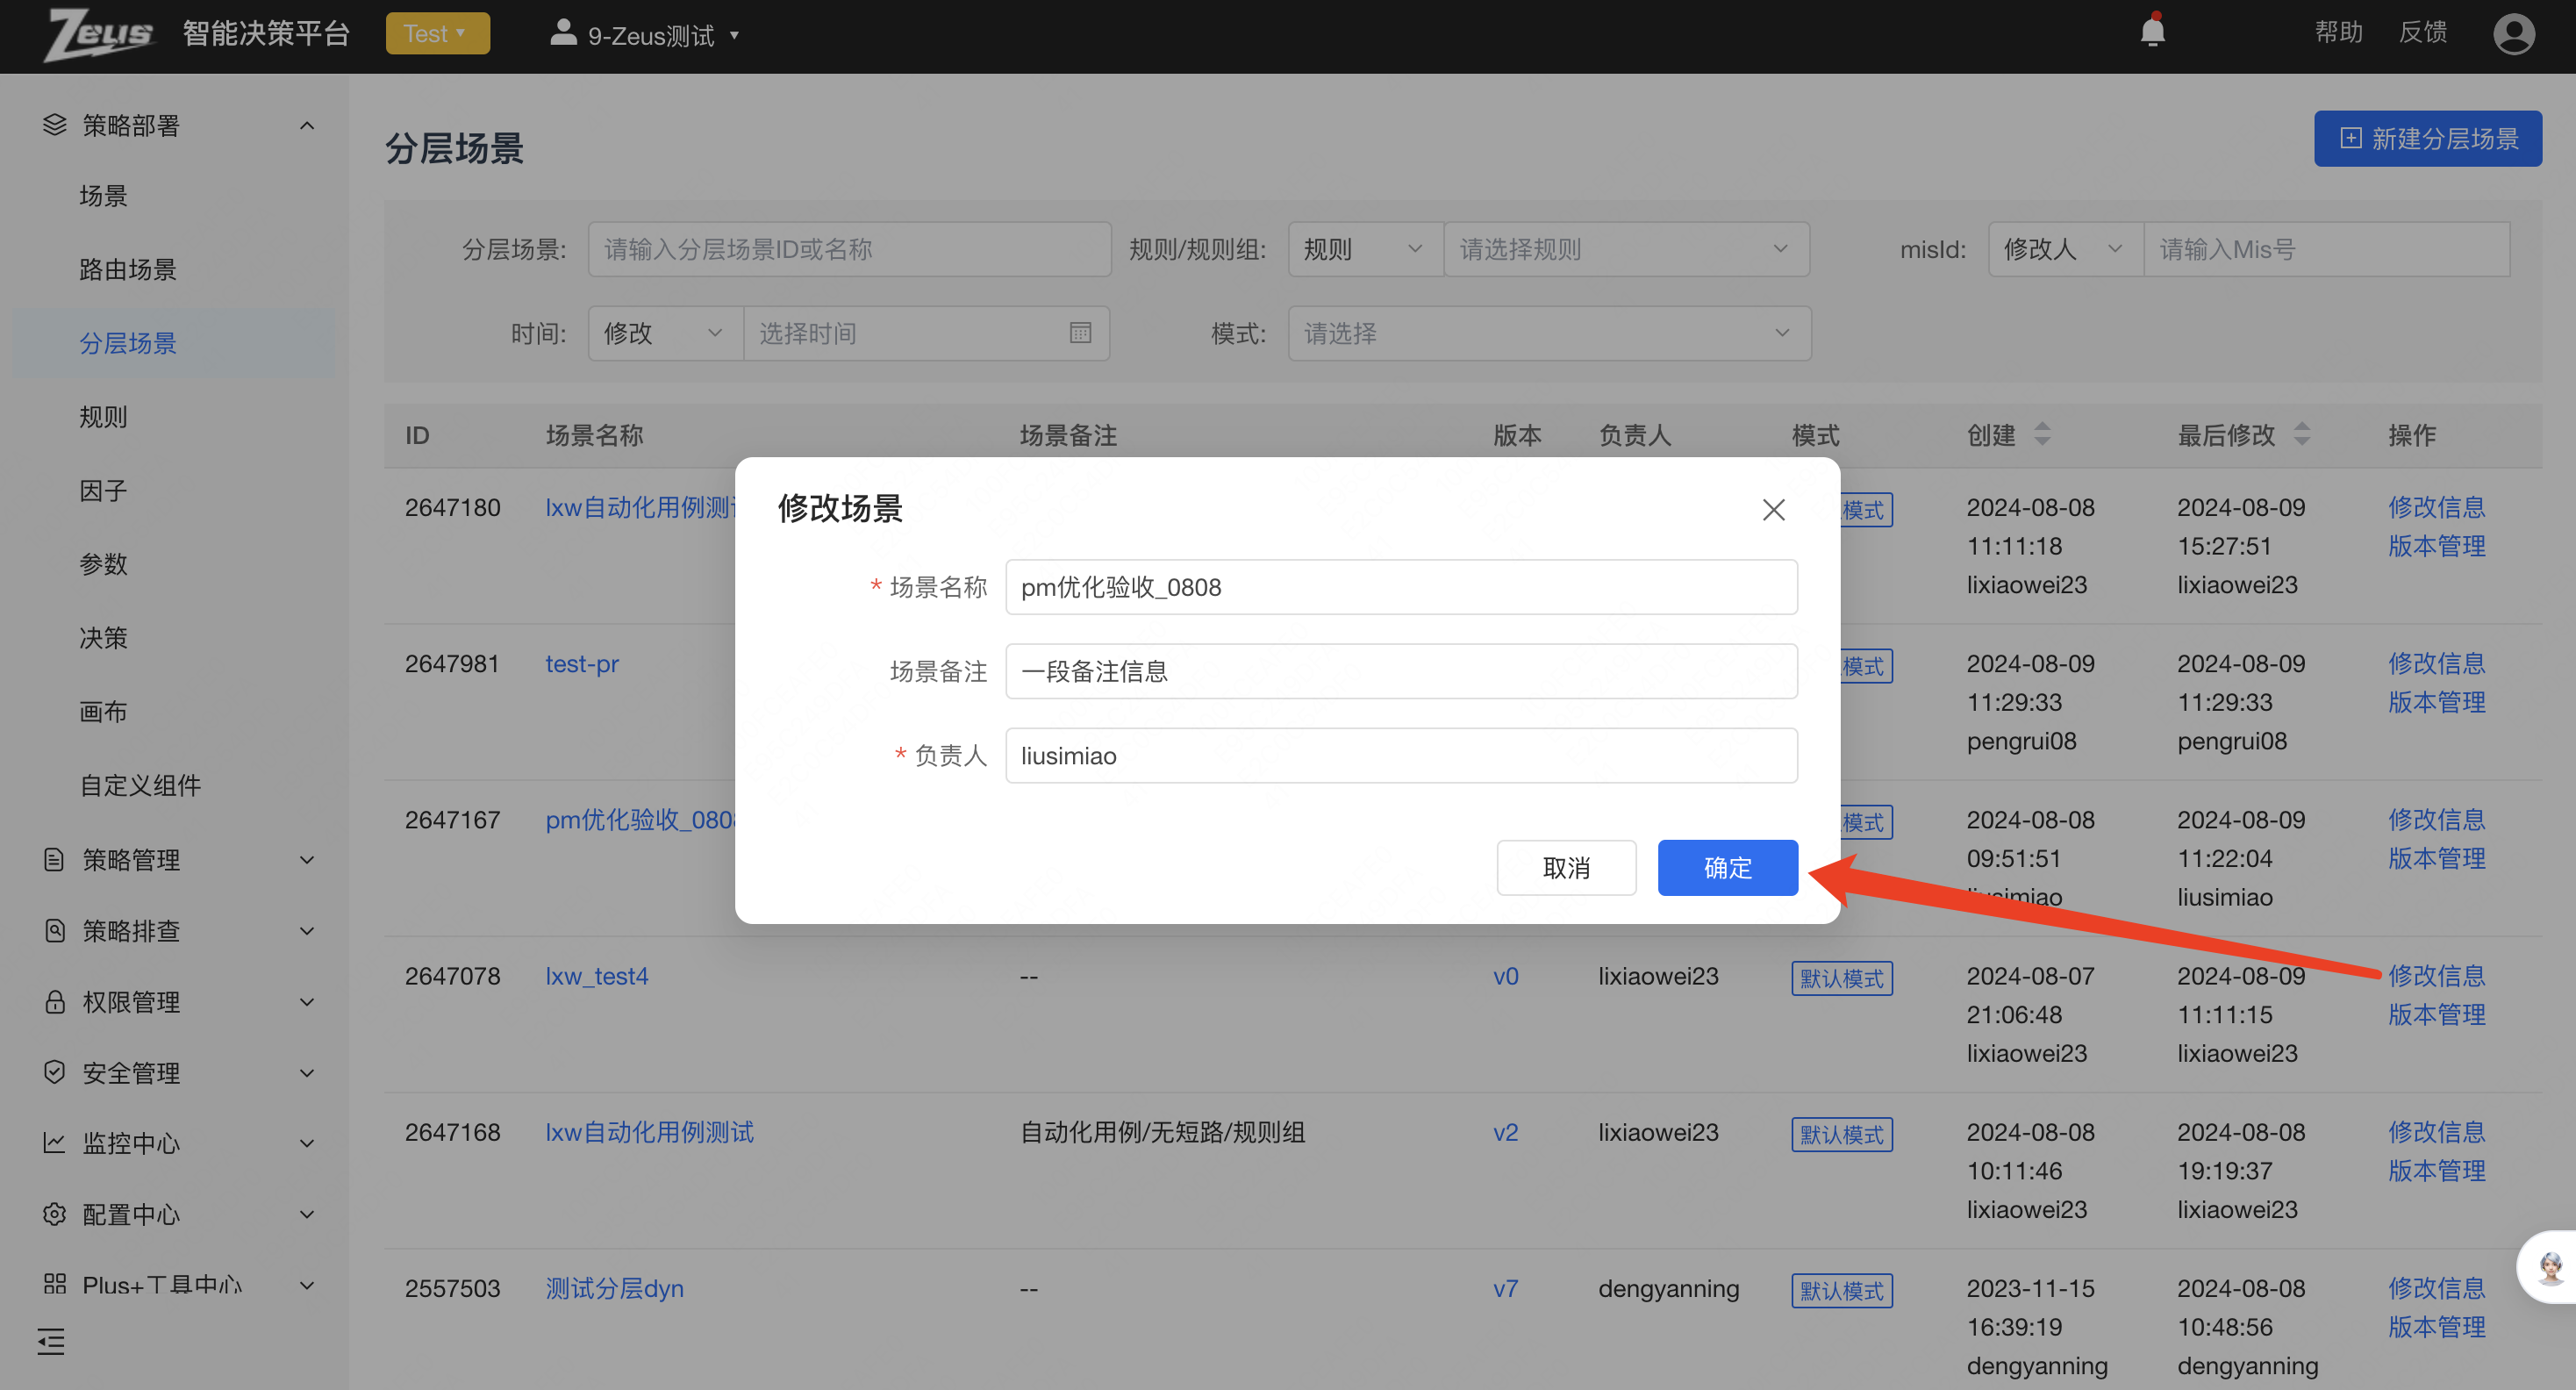 Zeus 智能决策平台 Test 9-Zeus测试 帮助 反馈
策略部署
场景
路由场景
分层场景
规则
因子
参数
决策
画布
自定义组件
策略管理
策略排查
权限管理
安全管理
监控中心
配置中心
Plus+工具中心
分层场景 新建分层场景
分层场景: 请输入分层场景ID或名称 规则/规则组: 规则 请选择规则 misId: 修改人 请输入Mis号
时间: 修改 选择时间 模式: 请选择
ID 场景名称 场景备注 版本 负责人 模式 创建 最后修改 操作
2647180 lxw自动化用例测试 模式 2024-08-08 2024-08-09 修改信息
11:11:18 15:27:51 版本管理
lixiaowei23 lixiaowei23
2647981 test-pr 模式 2024-08-09 2024-08-09 修改信息
11:29:33 11:29:33 版本管理
pengrui08 pengrui08
2647167 pm优化验收_0808 模式 2024-08-08 2024-08-09 修改信息
09:51:51 11:22:04 版本管理
liusimiao liusimiao
2647078 lxw_test4 -- v0 lixiaowei23 默认模式 2024-08-07 2024-08-09 修改信息
21:06:48 11:11:15 版本管理
lixiaowei23 lixiaowei23
2647168 lxw自动化用例测试 自动化用例/无短路/规则组 v2 lixiaowei23 默认模式 2024-08-08 2024-08-08 修改信息
10:11:46 19:19:37 版本管理
lixiaowei23 lixiaowei23
2557503 测试分层dyn -- v7 dengyanning 默认模式 2023-11-15 2024-08-08 修改信息
16:39:19 10:48:56 版本管理
dengyanning dengyanning
修改场景
* 场景名称 pm优化验收_0808
场景备注 一段备注信息
* 负责人 liusimiao
取消 确定